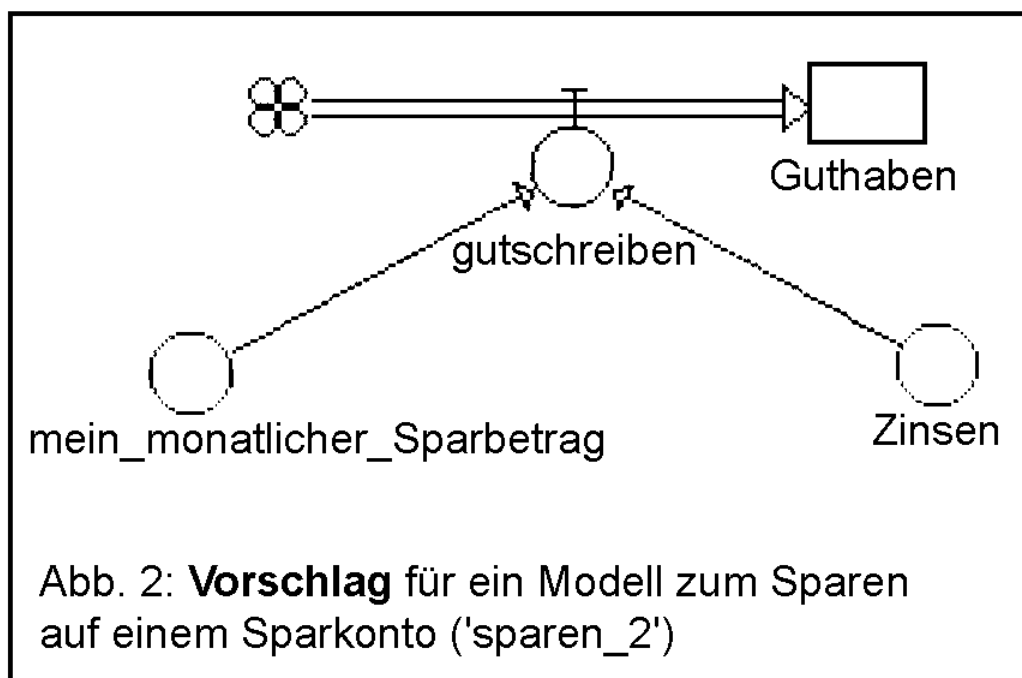 Guthaben
gutschreiben
mein_monatlicher_Sparbetrag
Zinsen
Abb. 2: Vorschlag für ein Modell zum Sparen
auf einem Sparkonto ('sparen_2')